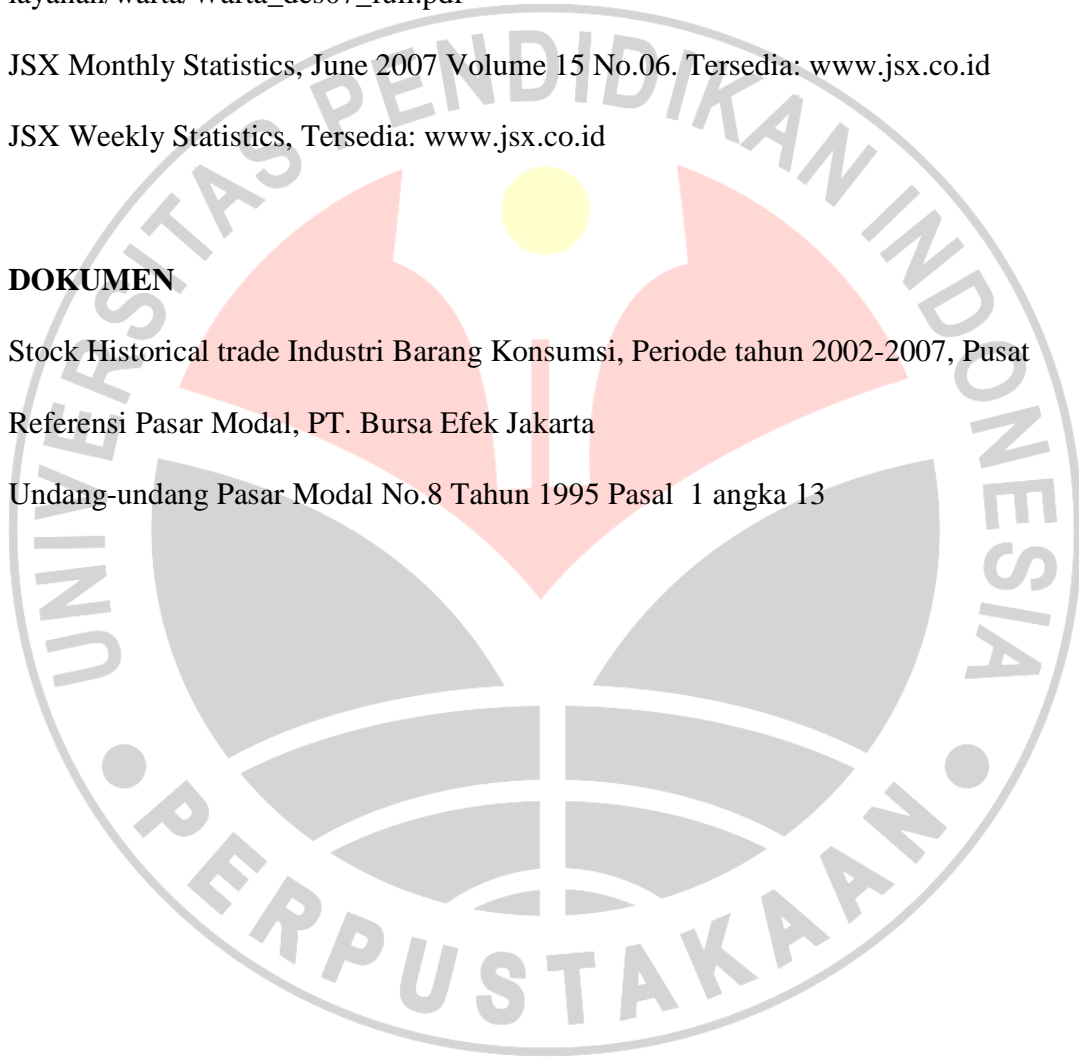 layanan/warta/Warta_des07_full.pdf
JSX Monthly Statistics, June 2007 Volume 15 No.06. Tersedia: www.jsx.co.id
JSX Weekly Statistics, Tersedia: www.jsx.co.id
DOKUMEN
Stock Historical trade Industri Barang Konsumsi, Periode tahun 2002-2007, Pusat
Referensi Pasar Modal, PT. Bursa Efek Jakarta
Undang-undang Pasar Modal No.8 Tahun 1995 Pasal 1 angka 13
UNIVERSITAS PENDIDIKAN INDONESIA
PERPUSTAKAAN